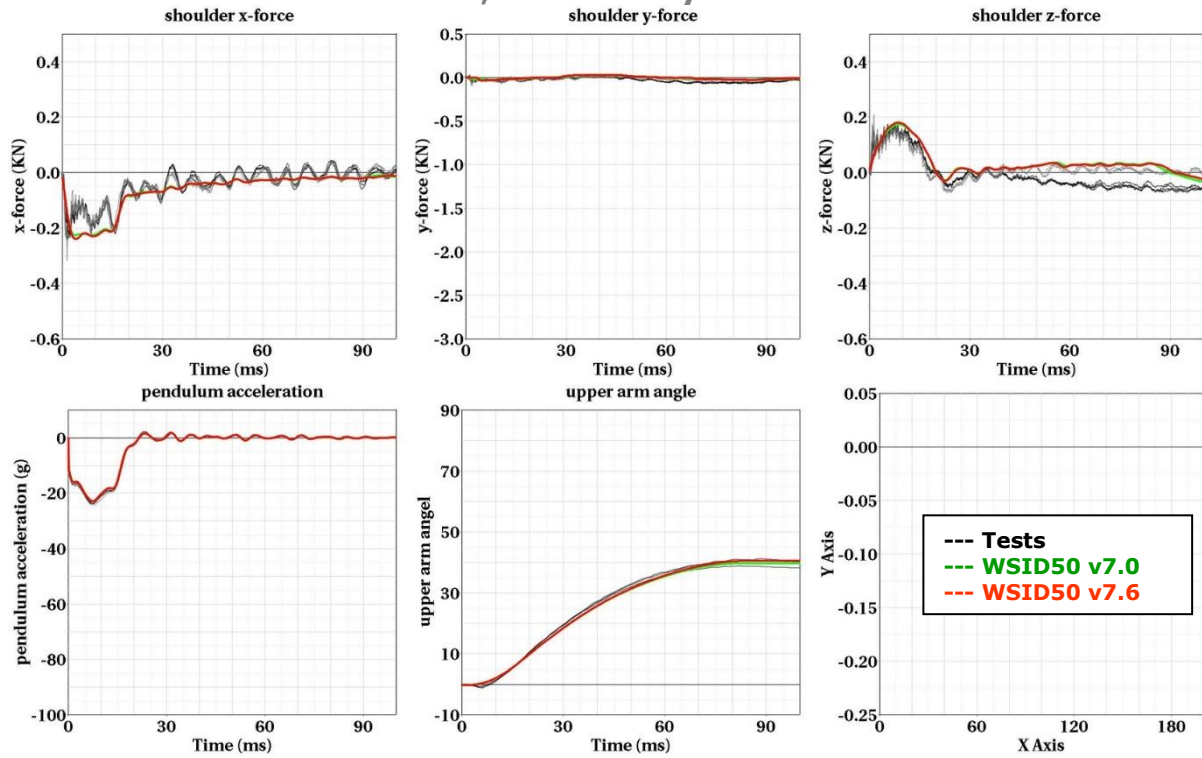 shoulder x-force
0.4
0.2
0.0
-0.2
-0.4
-0.6
x-force (KN)
0 30 60 90
Time (ms)
shoulder y-force
0.5
0.0
-0.5
-1.0
-1.5
-2.0
-2.5
-3.0
y-force (KN)
0 30 60 90
Time (ms)
shoulder z-force
0.4
0.2
0.0
-0.2
-0.4
-0.6
z-force (KN)
0 30 60 90
Time (ms)
pendulum acceleration
0
-20
-40
-60
-80
-100
pendulum acceleration (g)
0 30 60 90
Time (ms)
upper arm angle
90
70
50
30
10
-10
upper arm angel
0 30 60 90
Time (ms)
0.05
0.00
-0.05
-0.10
-0.15
-0.20
-0.25
Y Axis
0 60 120 180
X Axis
--- Tests
--- WSID50 v7.0
--- WSID50 v7.6